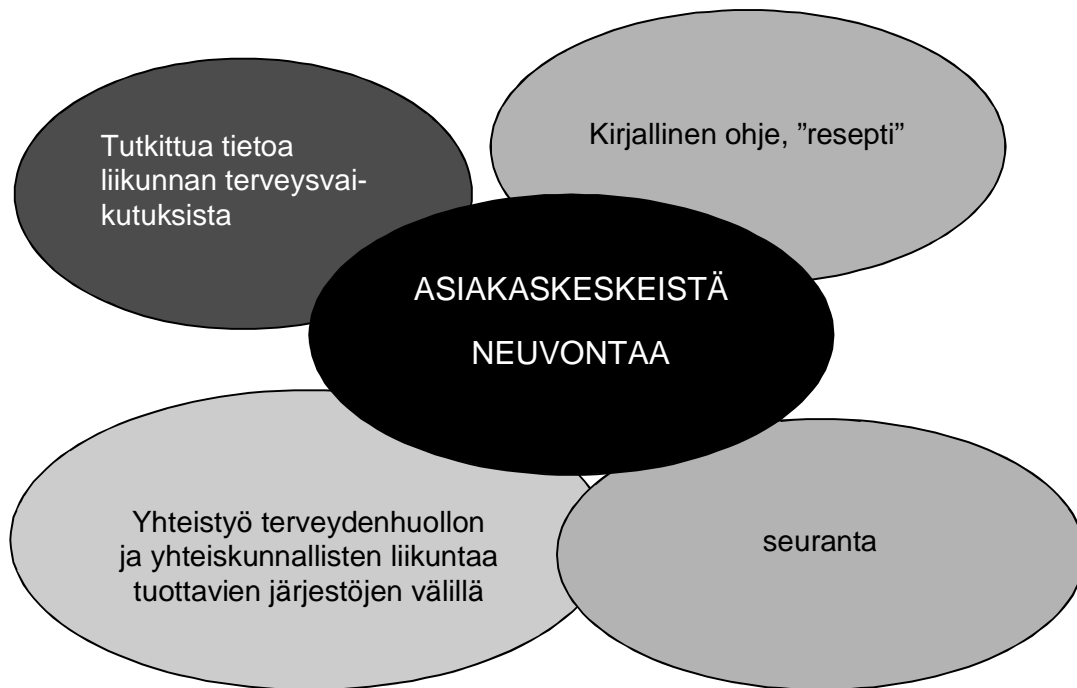 Tutkittua tietoa
liikunnan terveysvai-
kutuksista
Kirjallinen ohje, ”resepti”
ASIAKASKESKEISTÄ
NEUVONTAA
Yhteistyö terveydenhuollon
ja yhteiskunnallisten liikuntaa
tuottavien järjestöjen välillä
seuranta